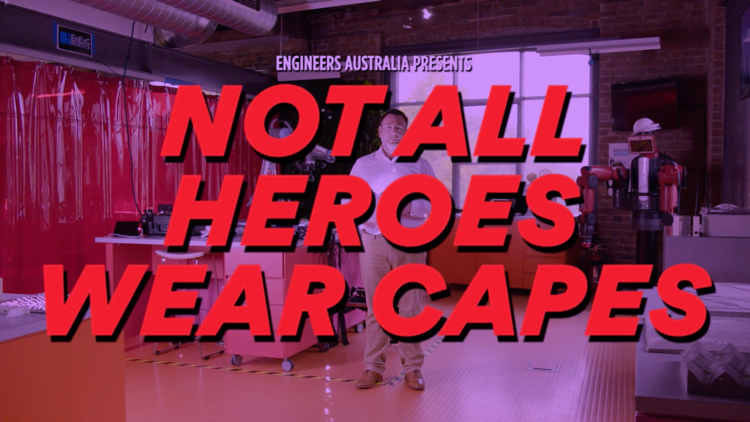 ENGINEERS AUSTRALIA PRESENTS
NOT ALL
HEROES
WEAR CAPES